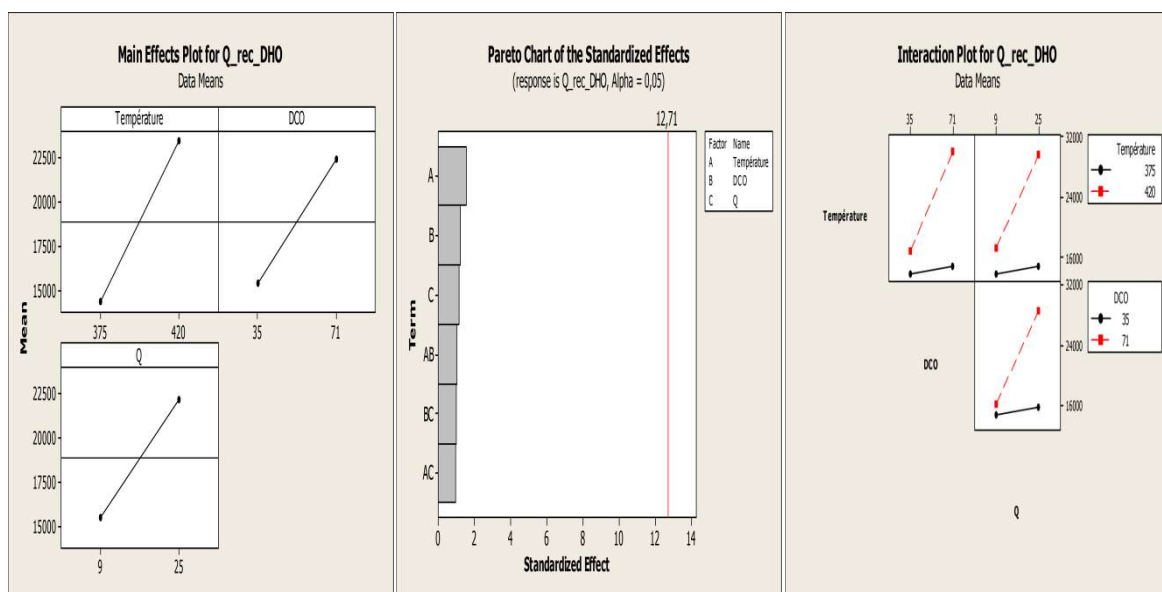 Main Effects Plot for Q_rec_DHO
Data Means
Température DCO
22500
20000
17500
15000
375 420 35 71
Q
22500
20000
17500
15000
9 25
Mean
Pareto Chart of the Standardized Effects
(response is Q_rec_DHO, Alpha = 0,05)
12,71
Factor Name
A Température
B DCO
C Q
A
B
C
AB
BC
AC
Term
0 2 4 6 8 10 12 14
Standardized Effect
Interaction Plot for Q_rec_DHO
Data Means
35 71 9 25
32000
24000
16000
Température
375
420
Température
32000
24000
16000
DCO
35
71
DCO
Q